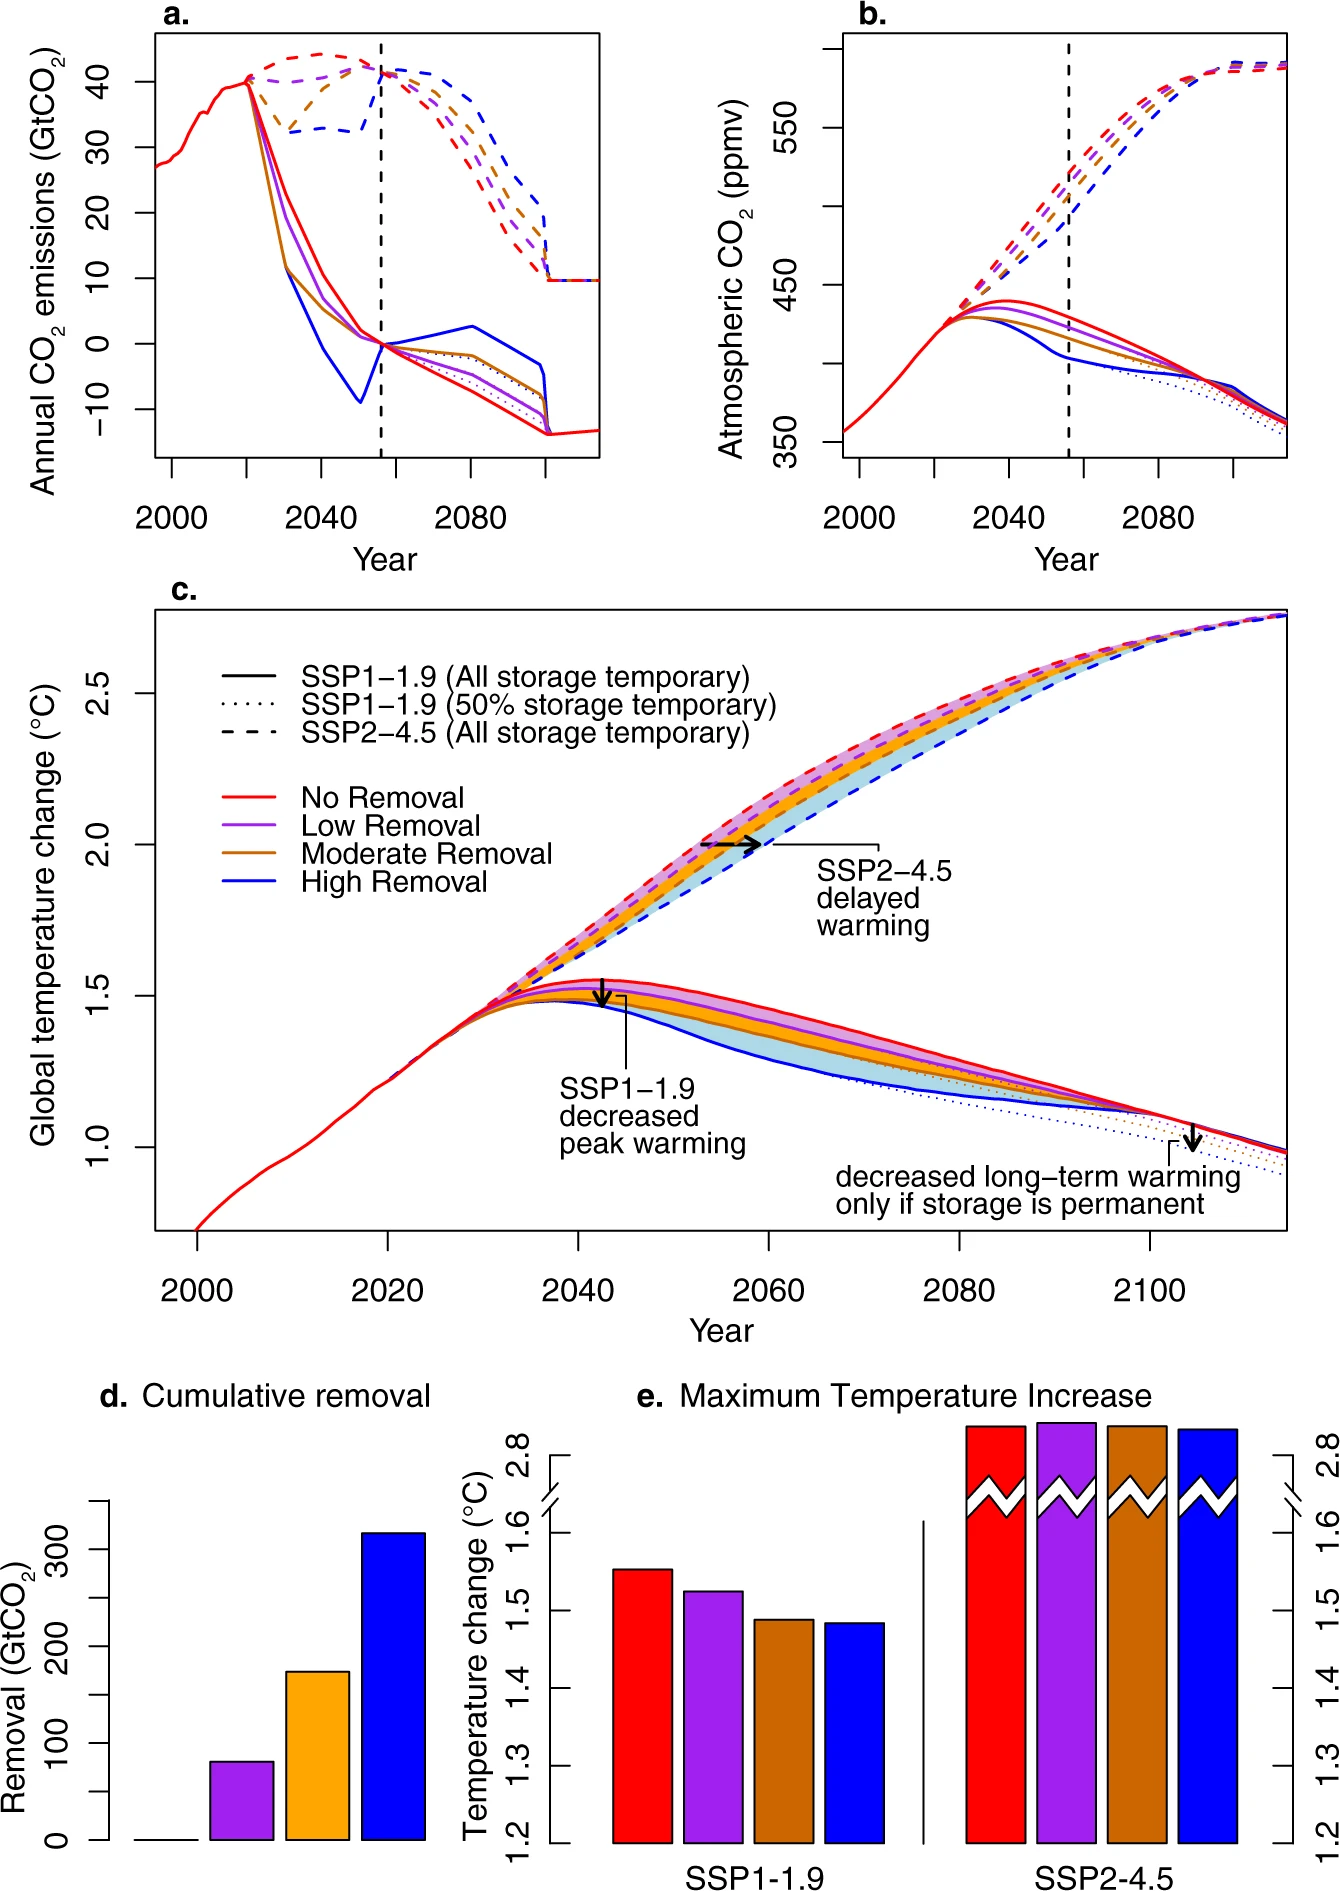 a.
Annual CO2 emissions (GtCO2)
40
30
20
10
0
−10
2000
2040
2080
Year
b.
Atmospheric CO2 (ppmv)
550
450
350
2000
2040
2080
Year
c.
Global temperature change (°C)
2.5
2.0
1.5
1.0
SSP1−1.9 (All storage temporary)
SSP1−1.9 (50% storage temporary)
SSP2−4.5 (All storage temporary)
No Removal
Low Removal
Moderate Removal
High Removal
SSP2−4.5
delayed
warming
SSP1−1.9
decreased
peak warming
decreased long−term warming
only if storage is permanent
2000
2020
2040
2060
2080
2100
Year
d. Cumulative removal
Removal (GtCO2)
300
200
100
0
e. Maximum Temperature Increase
Temperature change (°C)
2.8
1.6
1.5
1.4
1.3
1.2
2.8
1.6
1.5
1.4
1.3
1.2
SSP1-1.9
SSP2-4.5